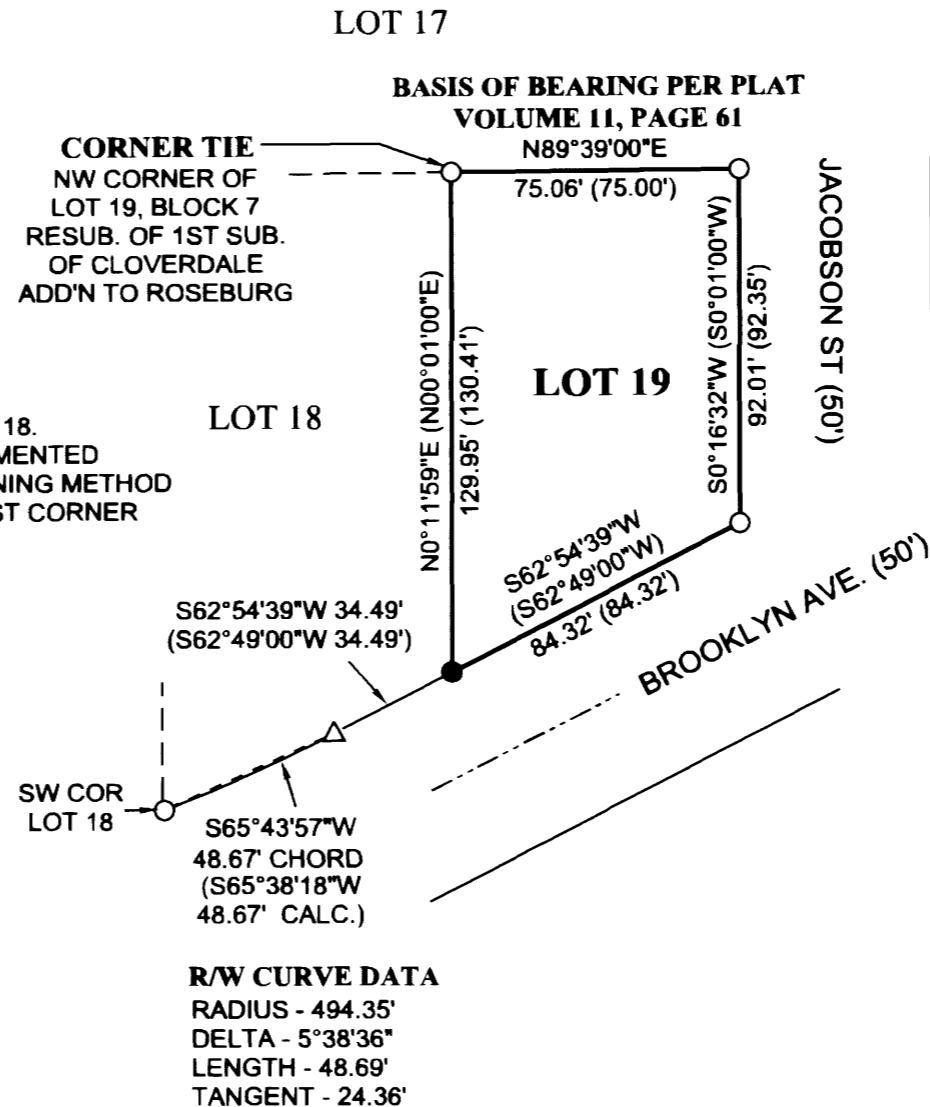 LOT 17
BASIS OF BEARING PER PLAT
VOLUME 11, PAGE 61
N89°39'00"E
75.06' (75.00')
CORNER TIE
NW CORNER OF
LOT 19, BLOCK 7
RESUB. OF 1ST SUB.
OF CLOVERDALE
ADD'N TO ROSEBURG
JACOBSON ST (50')
N0°11'59"E (N00°01'00"E)
129.95' (130.41')
LOT 19
S0°16'32"W (S0°01'00"W)
92.01' (92.35')
LOT 18
18.
MENTED
NING METHOD
ST CORNER
S62°54'39"W
(S62°49'00"W)
84.32' (84.32')
BROOKLYN AVE. (50')
S62°54'39"W 34.49'
(S62°49'00"W 34.49')
SW COR
LOT 18
S65°43'57"W
48.67' CHORD
(S65°38'18"W
48.67' CALC.)
R/W CURVE DATA
RADIUS - 494.35'
DELTA - 5°38'36"
LENGTH - 48.69'
TANGENT - 24.36'